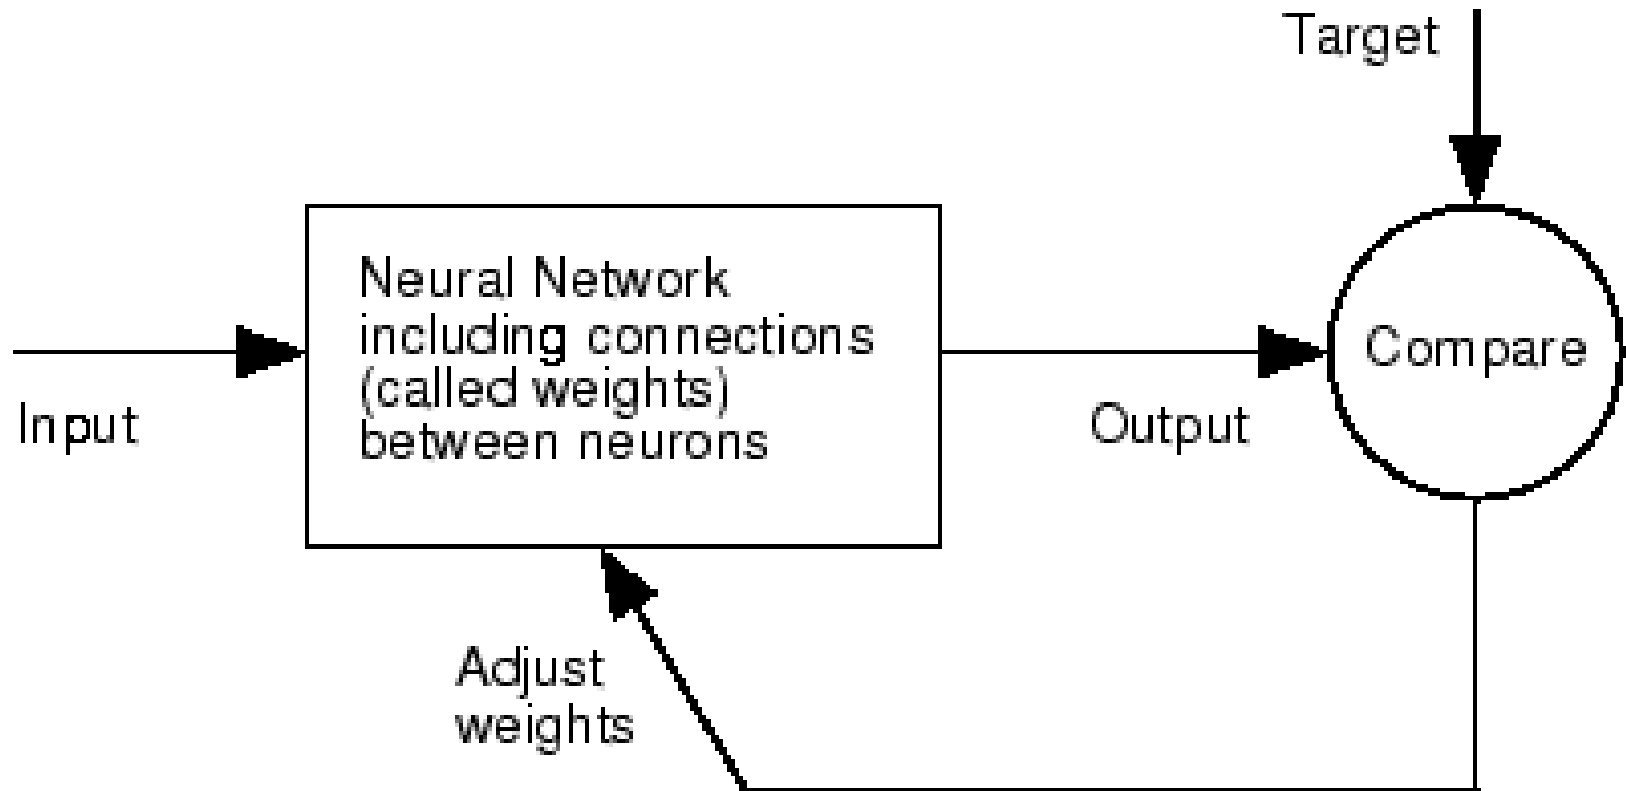 Target
Neural Network
including connections
(called weights)
between neurons
Compare
Input
Output
Adjust
weights